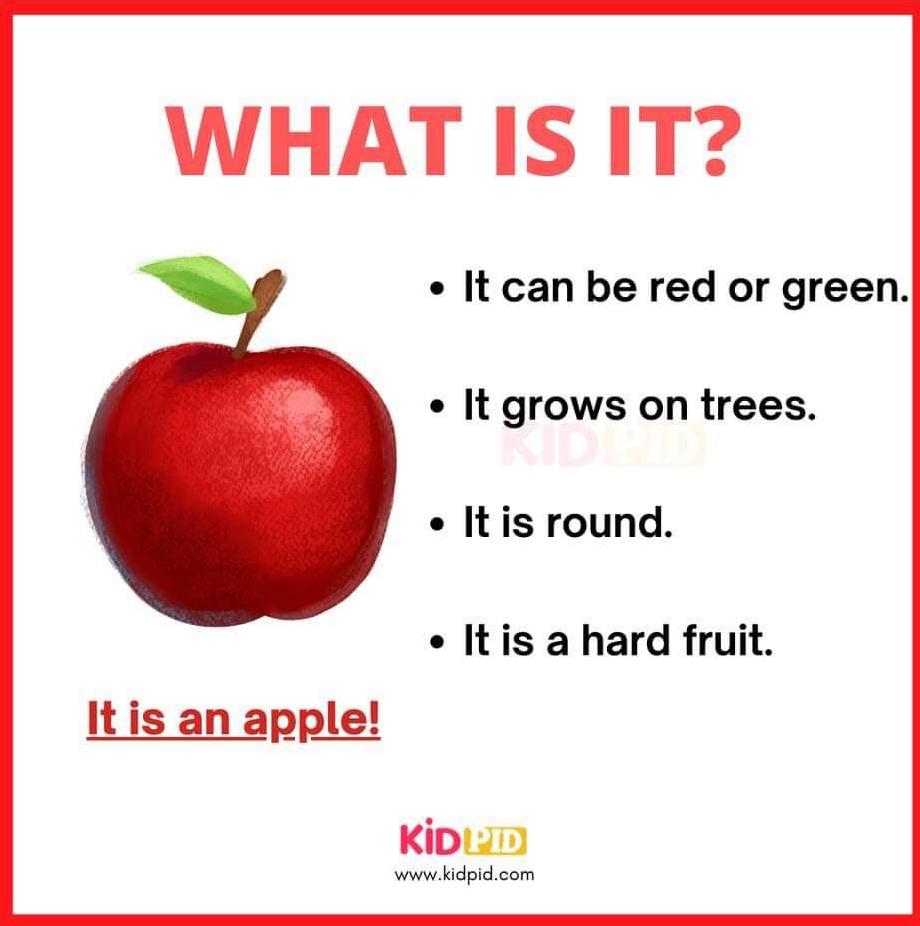 WHAT IS IT?
• It can be red or green.
• It grows on trees.
KIDPID
• It is round.
• It is a hard fruit.
It is an apple!
KiDPID
www.kidpid.com